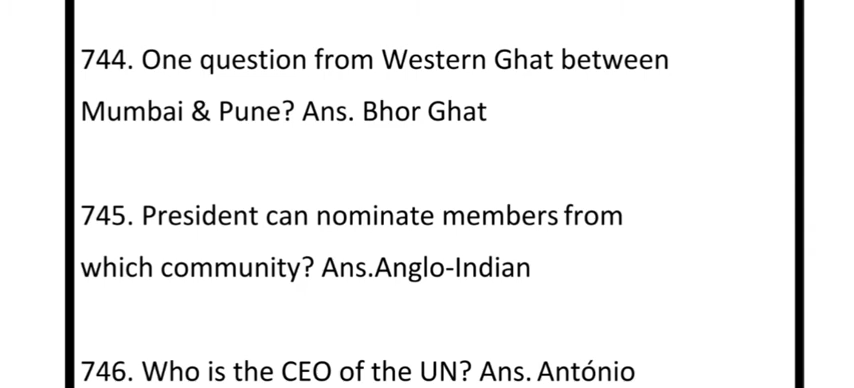 744. One question from Western Ghat between
Mumbai & Pune? Ans. Bhor Ghat
745. President can nominate members from
which community? Ans.Anglo-Indian
746. Who is the CEO of the UN? Ans. António